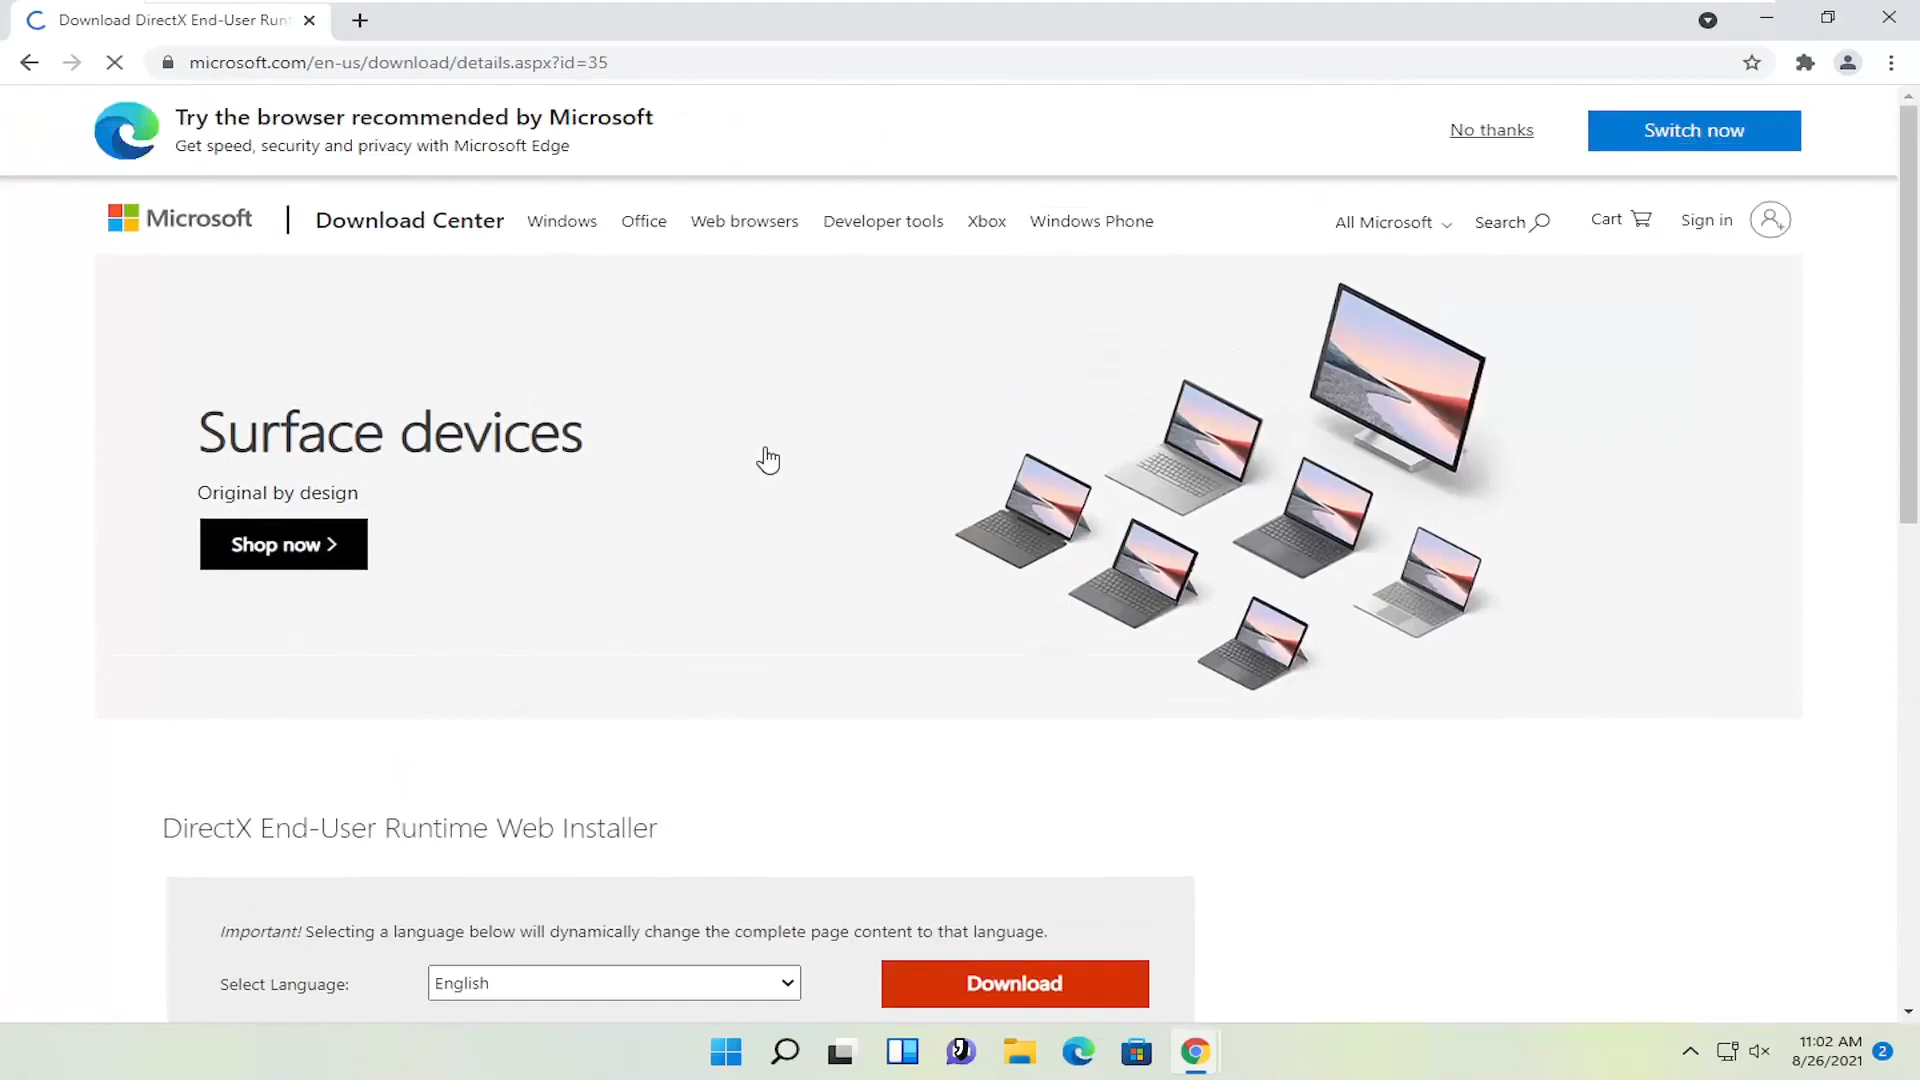 Download DirectX End-User Runt
microsoft.com/en-us/download/details.aspx?id=35
Try the browser recommended by Microsoft
Get speed, security and privacy with Microsoft Edge
No thanks
Switch now
Microsoft
Download Center
Windows
Office
Web browsers
Developer tools
Xbox
Windows Phone
All Microsoft
Search
Cart
Sign in
Surface devices
Original by design
Shop now >
DirectX End-User Runtime Web Installer
Important! Selecting a language below will dynamically change the complete page content to that language.
Select Language:
English
Download
11:02 AM
8/26/2021
2